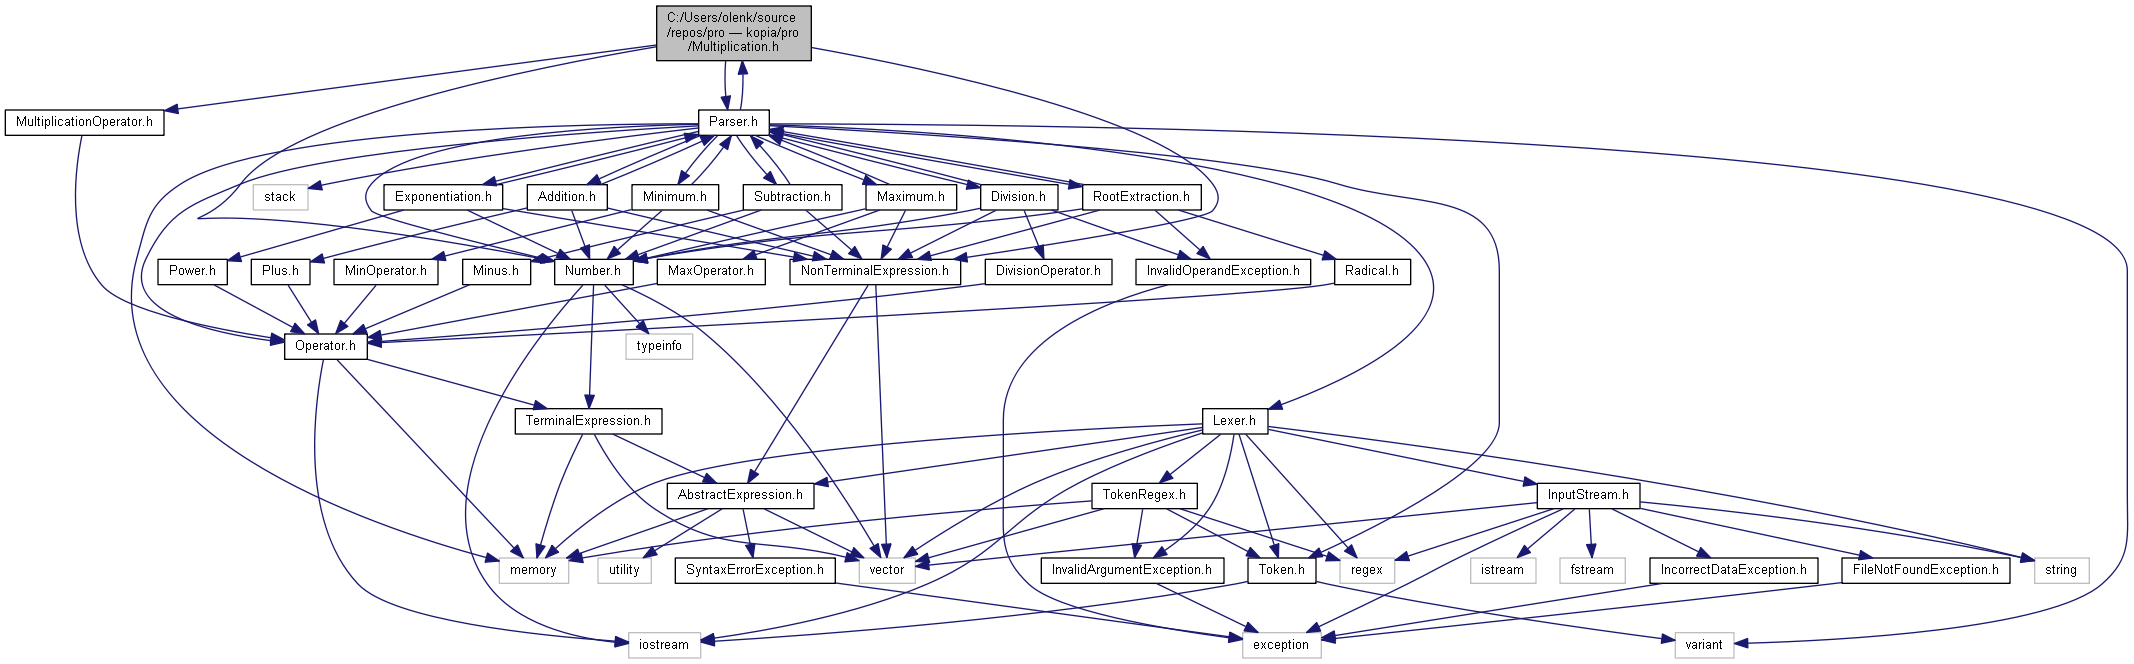 C:/Users/olenk/source
/repos/pro — kopia/pro
/Multiplication.h
MultiplicationOperator.h
Parser.h
stack
Exponentiation.h
Addition.h
Minimum.h
Subtraction.h
Maximum.h
Division.h
RootExtraction.h
Power.h
Plus.h
MinOperator.h
Minus.h
Number.h
MaxOperator.h
NonTerminalExpression.h
DivisionOperator.h
InvalidOperandException.h
Radical.h
Operator.h
typeinfo
TerminalExpression.h
Lexer.h
AbstractExpression.h
TokenRegex.h
InputStream.h
memory
utility
SyntaxErrorException.h
vector
InvalidArgumentException.h
Token.h
regex
istream
fstream
IncorrectDataException.h
FileNotFoundException.h
string
iostream
exception
variant